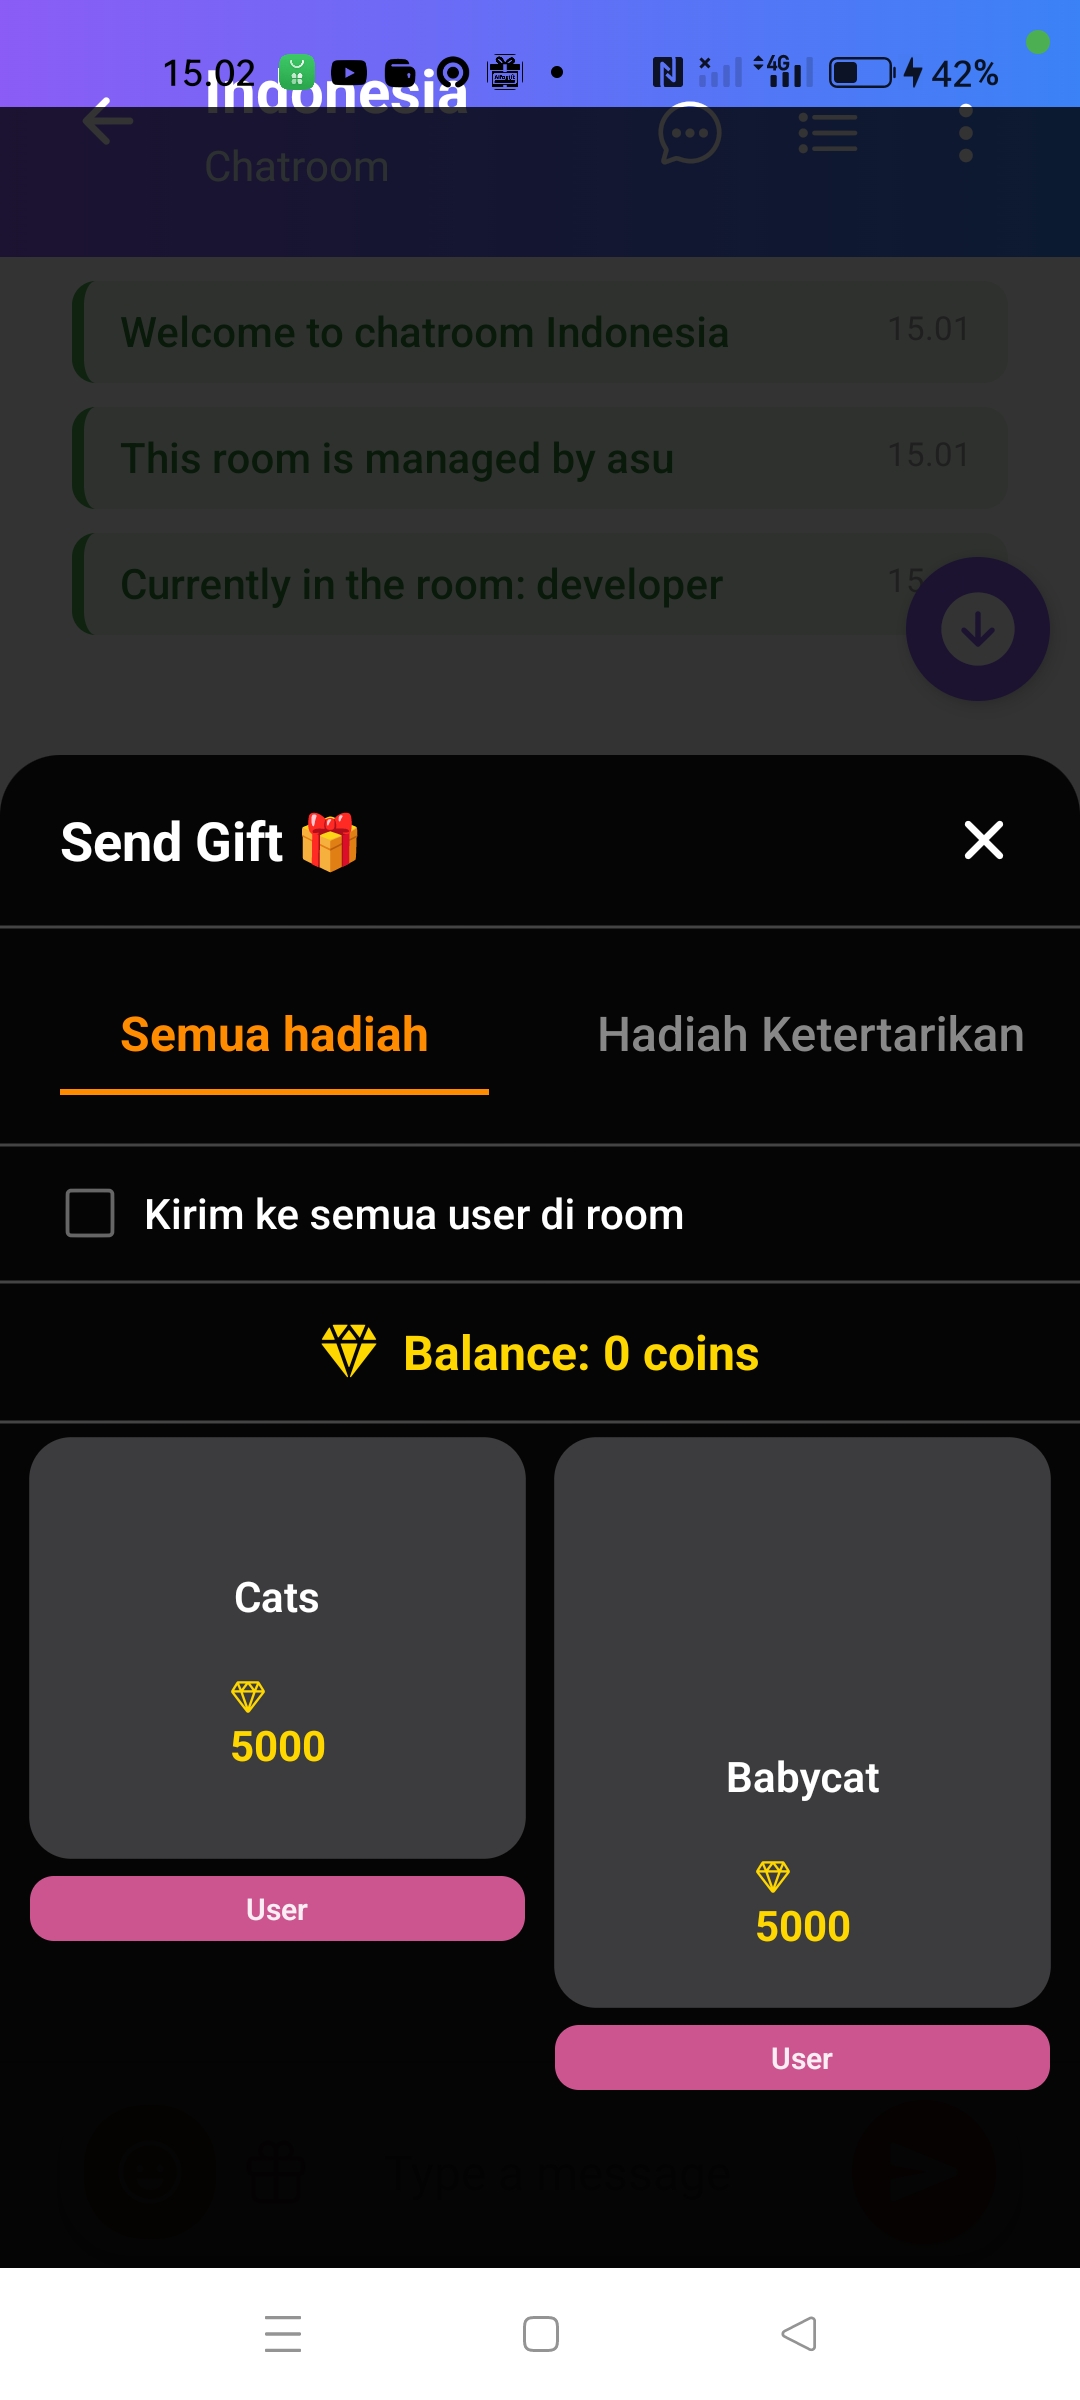 15.02
4G
42%
Indonesia
Chatroom
Welcome to chatroom Indonesia 15.01
This room is managed by asu 15.01
Currently in the room: developer 15
Send Gift 🎁
Semua hadiah
Hadiah Ketertarikan
Kirim ke semua user di room
Balance: 0 coins
Cats
5000
User
Babycat
5000
User
Type a message